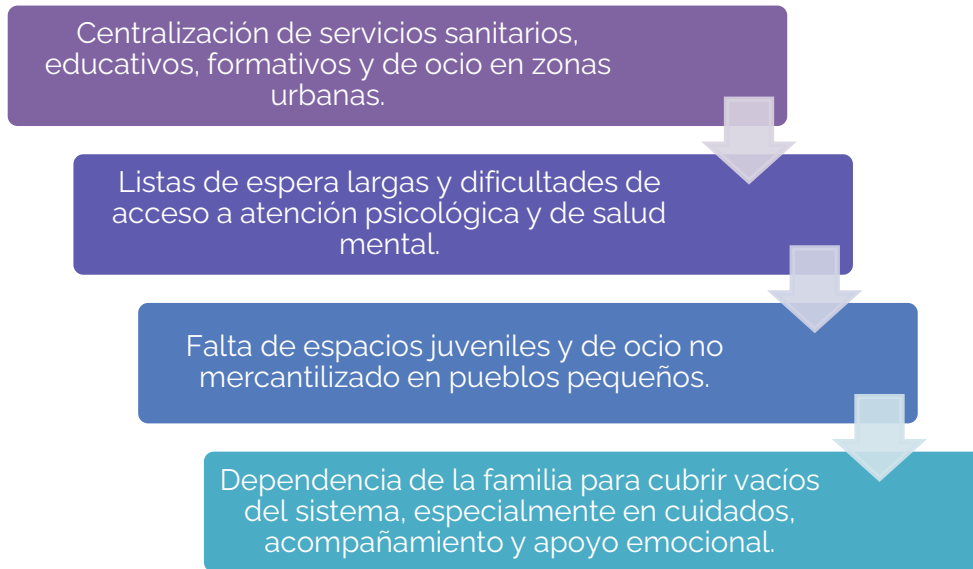 Centralización de servicios sanitarios,
educativos, formativos y de ocio en zonas
urbanas.
Listas de espera largas y dificultades de
acceso a atención psicológica y de salud
mental.
Falta de espacios juveniles y de ocio no
mercantilizado en pueblos pequeños.
Dependencia de la familia para cubrir vacíos
del sistema, especialmente en cuidados,
acompañamiento y apoyo emocional.